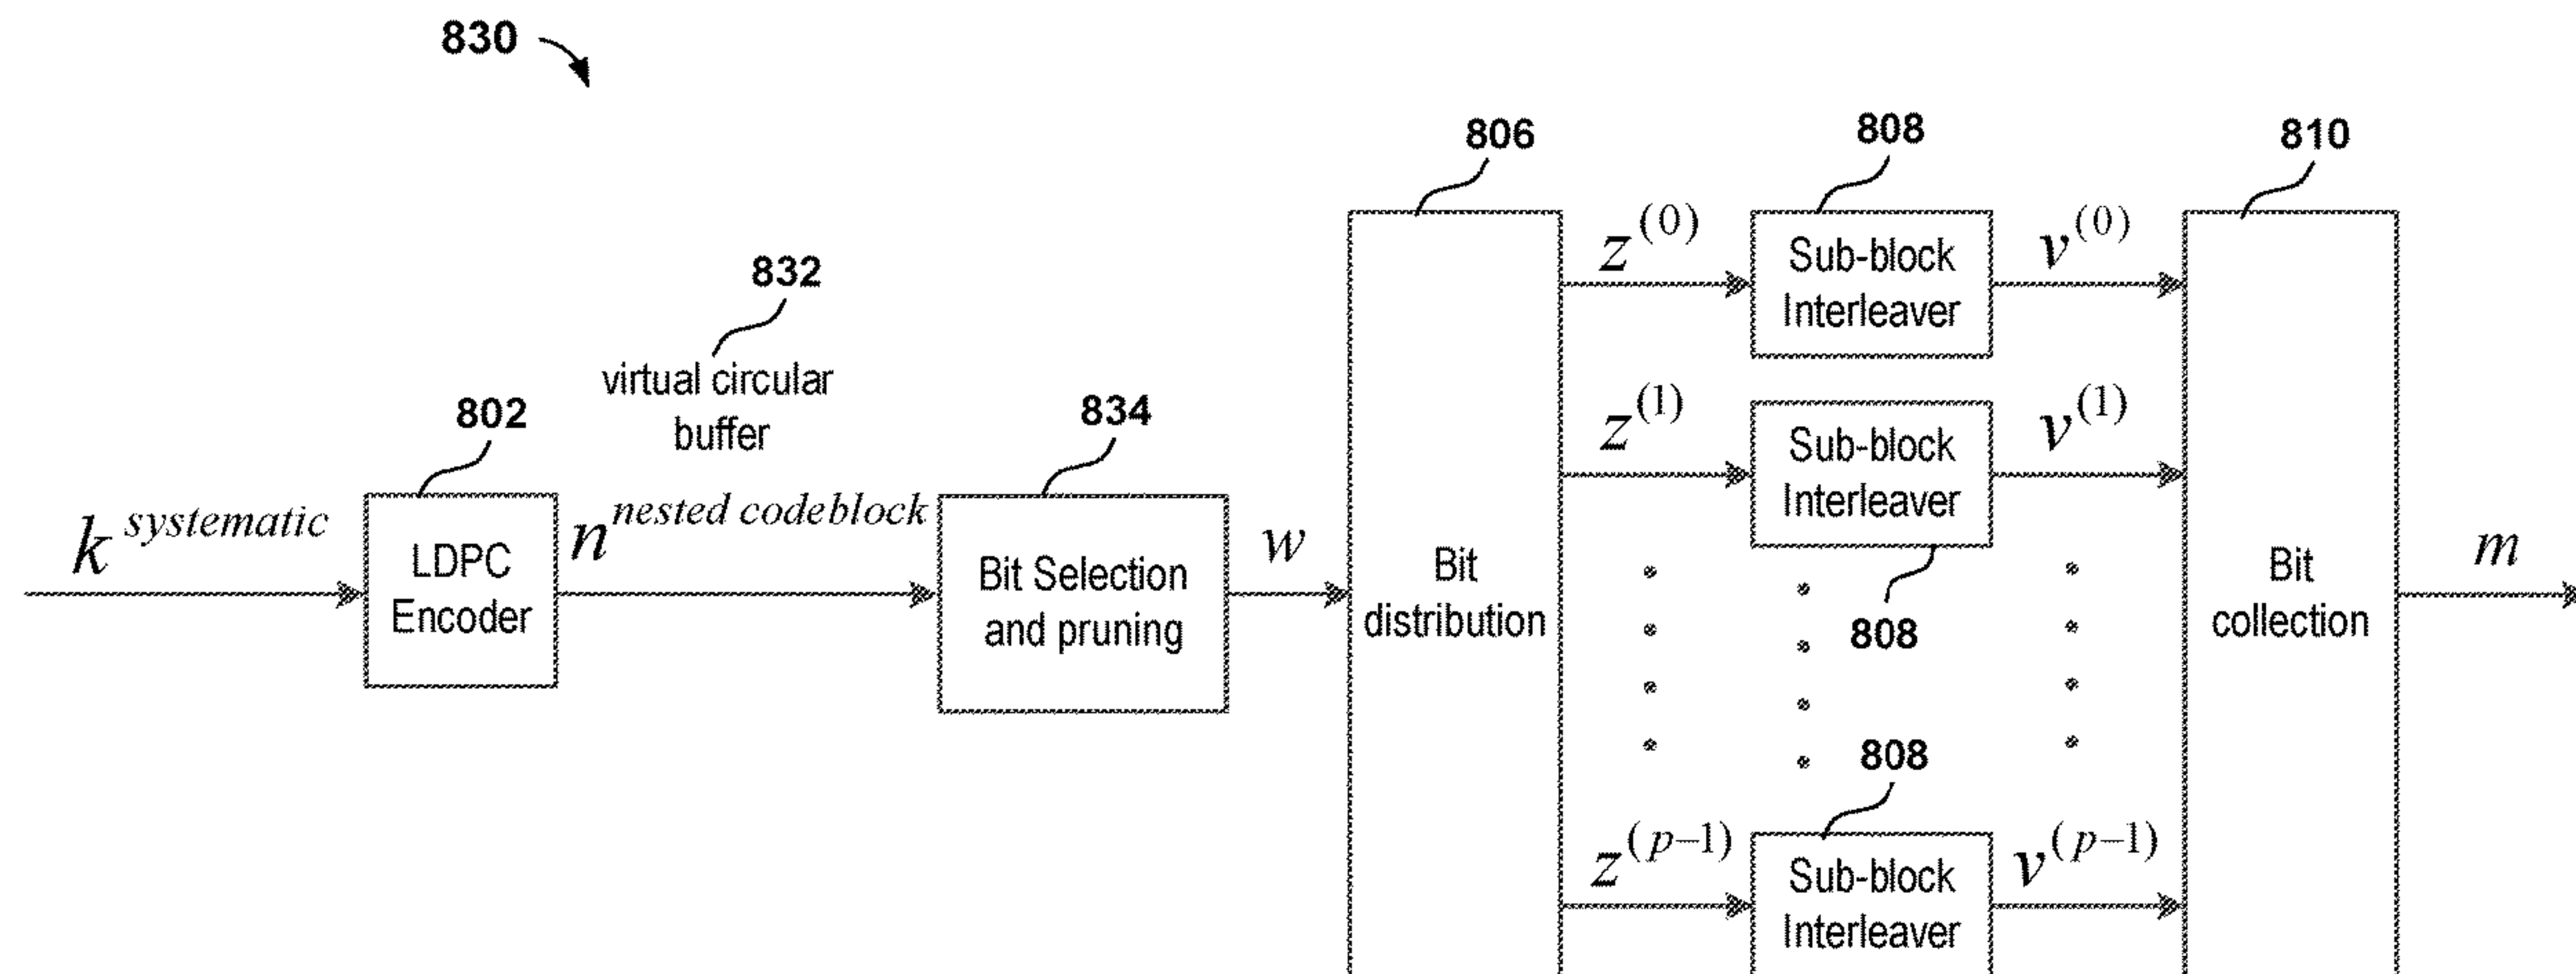 830
806
808
810
z^(0)
Sub-block
Interleaver
v^(0)
832
virtual circular
buffer
802
834
z^(1)
Sub-block
Interleaver
v^(1)
k^systematic
LDPC
Encoder
n^nested codeblock
Bit Selection
and pruning
w
Bit
distribution
808
Bit
collection
m
808
z^(p-1)
Sub-block
Interleaver
v^(p-1)